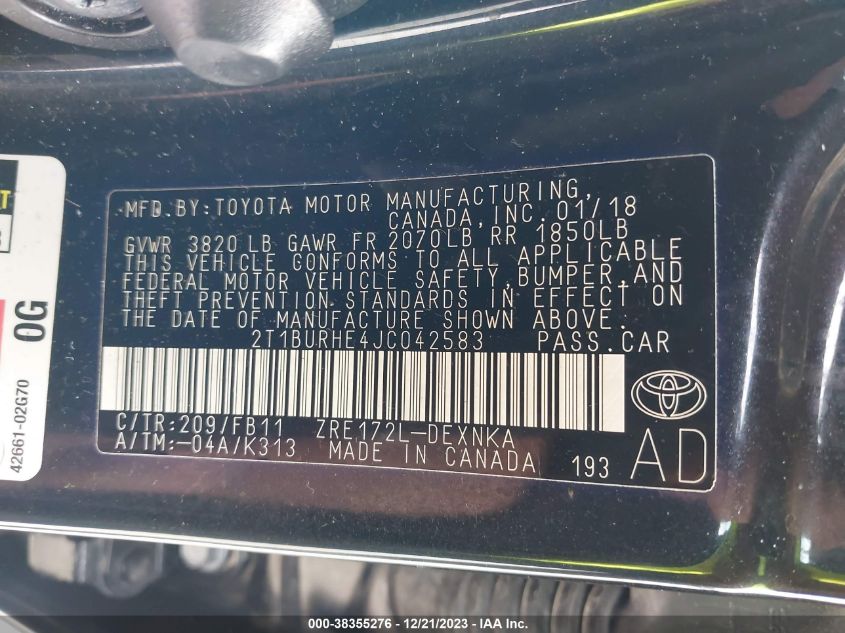 MFD.BY:TOYOTA MOTOR MANUFACTURING,
CANADA,INC. 01/18
GVWR 3820 LB GAWR FR 2070LB RR 1850LB
THIS VEHICLE CONFORMS TO ALL APPLICABLE
FEDERAL MOTOR VEHICLE SAFETY,BUMPER,AND
THEFT PREVENTION STANDARDS IN EFFECT ON
THE DATE OF MANUFACTURE SHOWN ABOVE.
2T1BURHE4JC042583 PASS.CAR
C/TR:209/FB11 ZRE172L-DEXNKA
A/TM:-04A/K313 MADE IN CANADA 193 AD
0G
42661-02G70
000-38355276 - 12/21/2023 - IAA Inc.